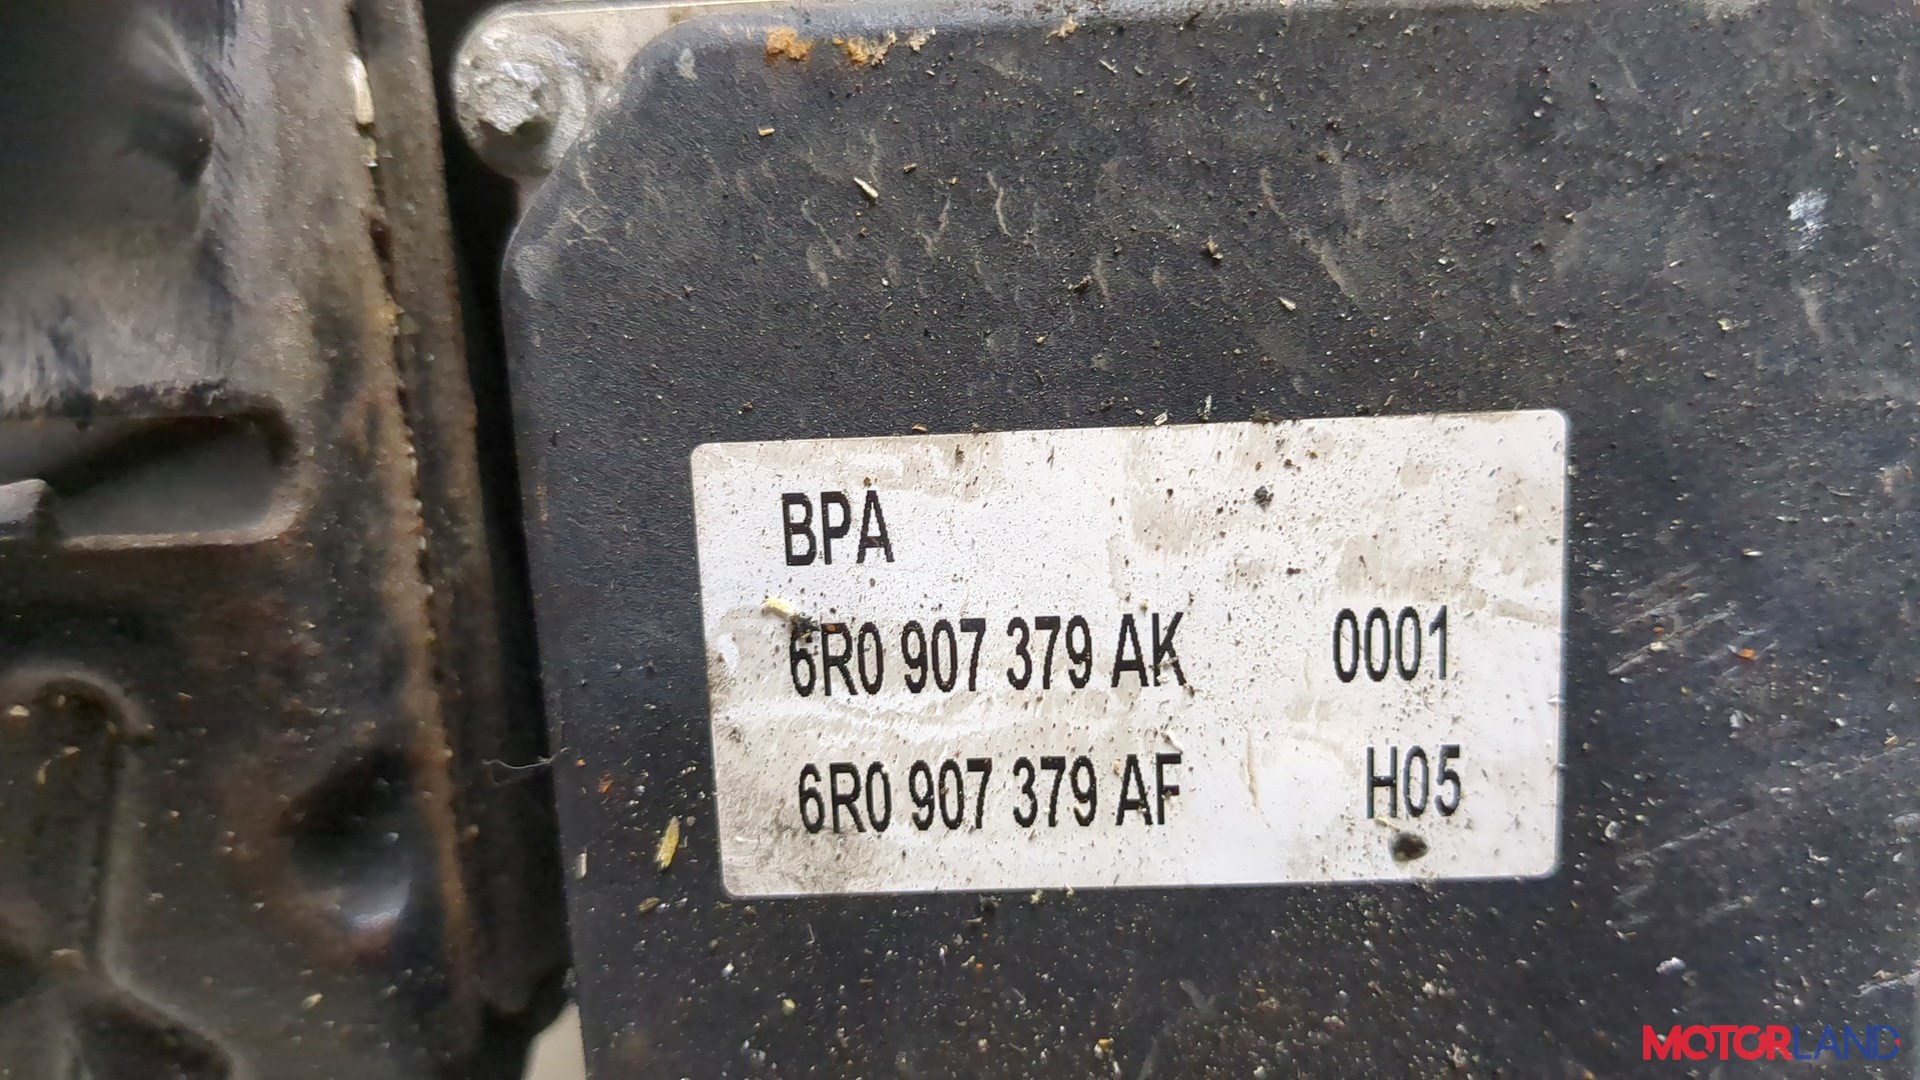 BPA
6R0 907 379 AK 0001
6R0 907 379 AF H05
MOTORLAND